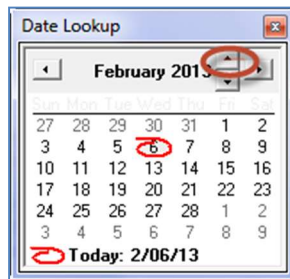 Date Lookup
February 2013
Sun Mon Tue Wed Thu Fri Sat
27 28 29 30 31 1 2
3 4 5 6 7 8 9
10 11 12 13 14 15 16
17 18 19 20 21 22 23
24 25 26 27 28 1 2
3 4 5 6 7 8 9
Today: 2/06/13